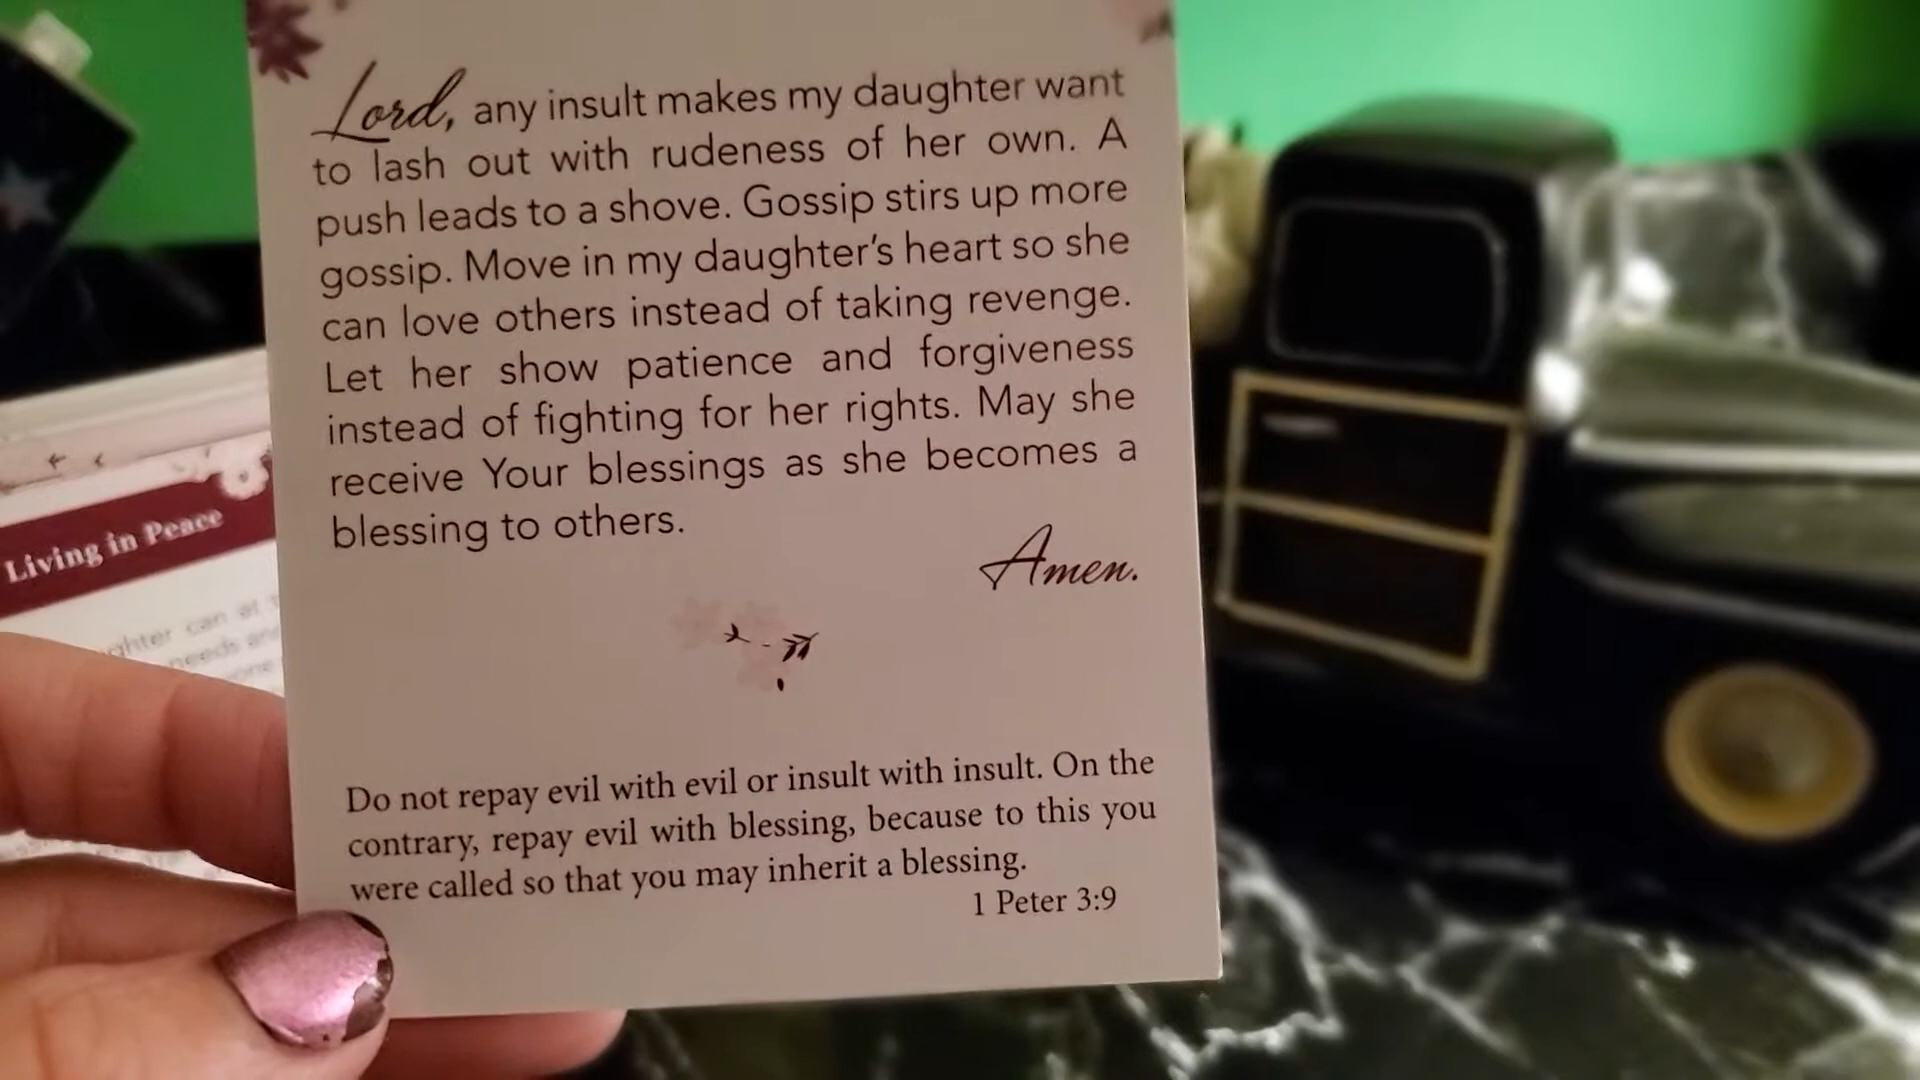 Lord, any insult makes my daughter want
to lash out with rudeness of her own. A
push leads to a shove. Gossip stirs up more
gossip. Move in my daughter's heart so she
can love others instead of taking revenge.
Let her show patience and forgiveness
instead of fighting for her rights. May she
receive Your blessings as she becomes a
blessing to others.
Amen.
Do not repay evil with evil or insult with insult. On the
contrary, repay evil with blessing, because to this you
were called so that you may inherit a blessing.
1 Peter 3:9
Living in Peace
can at
needs